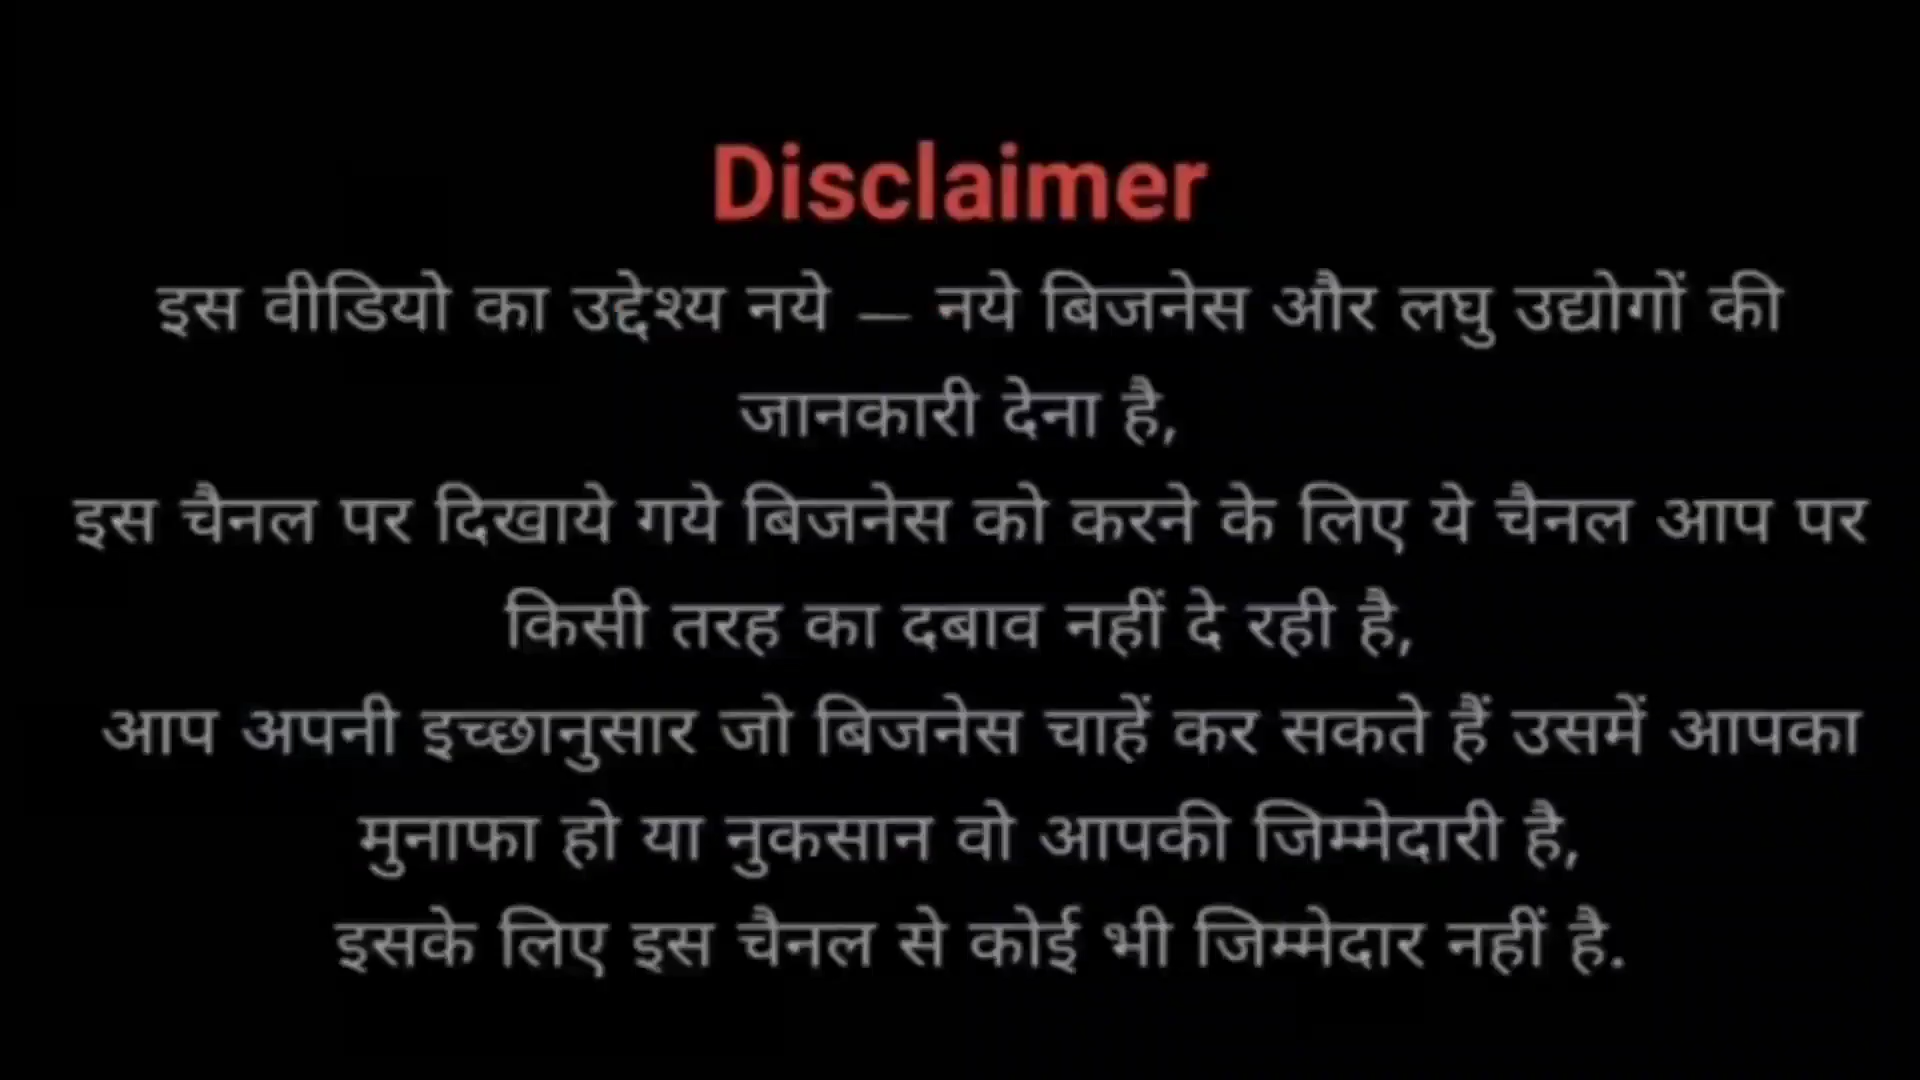 Disclaimer
इस वीडियो का उद्देश्य नये — नये बिजनेस और लघु उद्योगों की
जानकारी देना है,
इस चैनल पर दिखाये गये बिजनेस को करने के लिए ये चैनल आप पर
किसी तरह का दबाव नहीं दे रही है,
आप अपनी इच्छानुसार जो बिजनेस चाहें कर सकते हैं उसमें आपका
मुनाफा हो या नुकसान वो आपकी जिम्मेदारी है,
इसके लिए इस चैनल से कोई भी जिम्मेदार नहीं है.